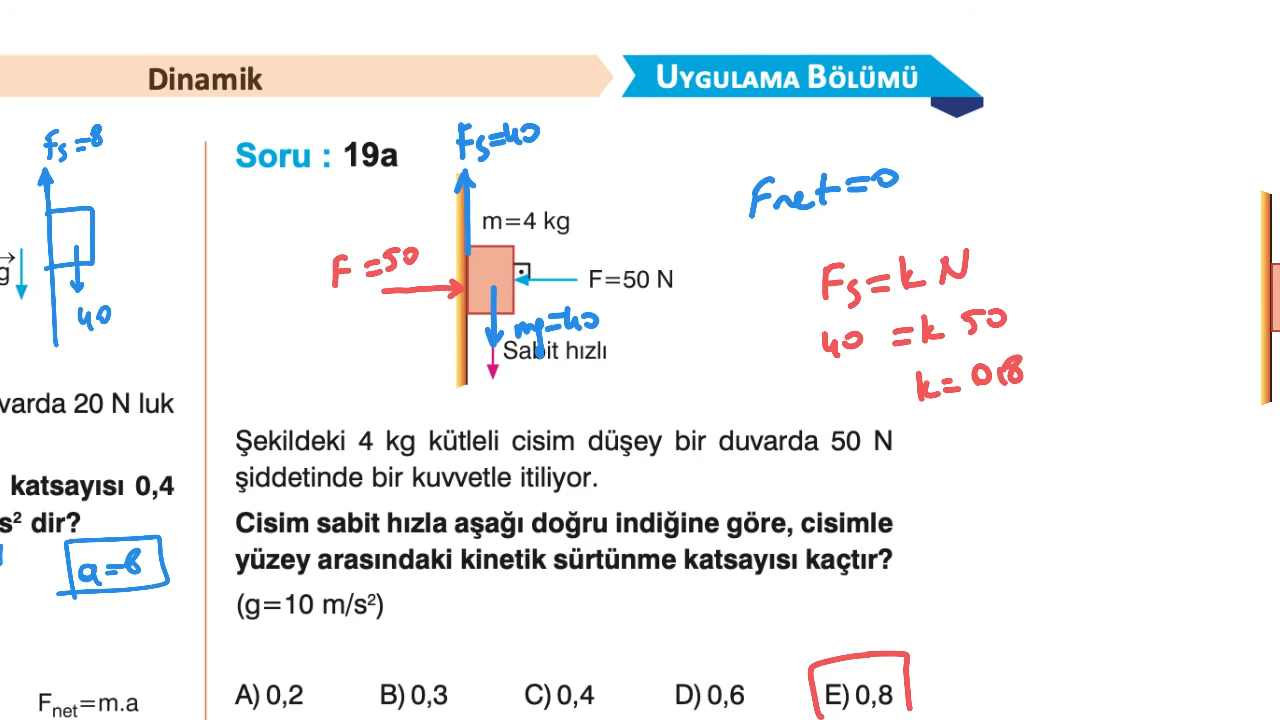 Dinamik
UYGULAMA BÖLÜMÜ
Fs=8
g
40
varda 20 N luk
katsayısı 0,4
s² dir?
a=8
Fnet=m.a
Soru : 19a
Fs=40
m=4 kg
F=50
F=50 N
mg=40
Sabit hızlı
Fnet=0
Fs=k N
40 =k 50
k=0,8
Şekildeki 4 kg kütleli cisim düşey bir duvarda 50 N
şiddetinde bir kuvvetle itiliyor.
Cisim sabit hızla aşağı doğru indiğine göre, cisimle
yüzey arasındaki kinetik sürtünme katsayısı kaçtır?
(g=10 m/s²)
A) 0,2 B) 0,3 C) 0,4 D) 0,6 E) 0,8